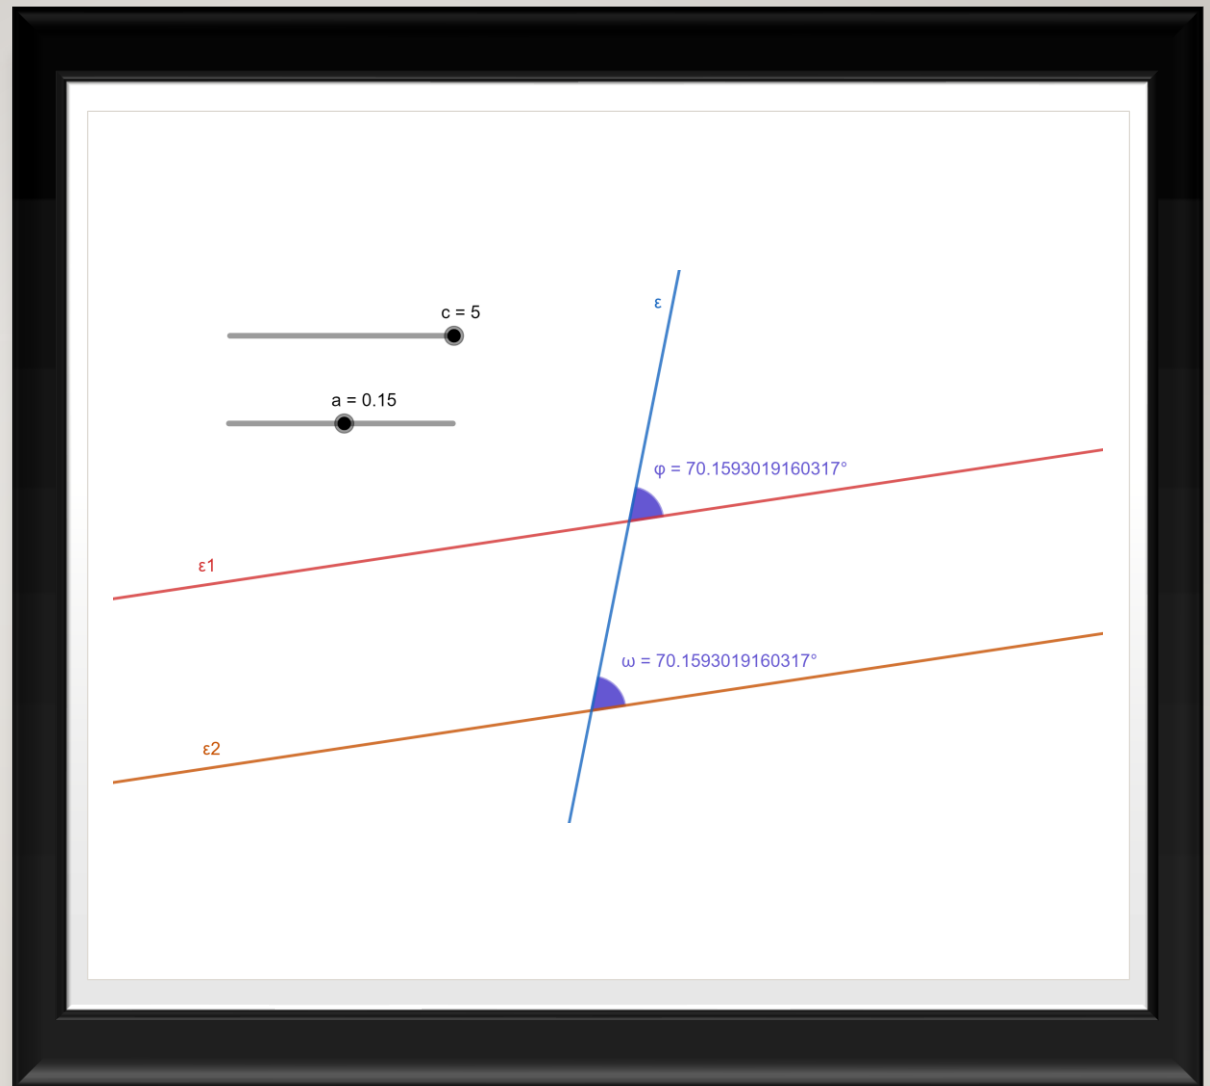 ε
c = 5
a = 0.15
φ = 70.1593019160317°
ε1
ω = 70.1593019160317°
ε2